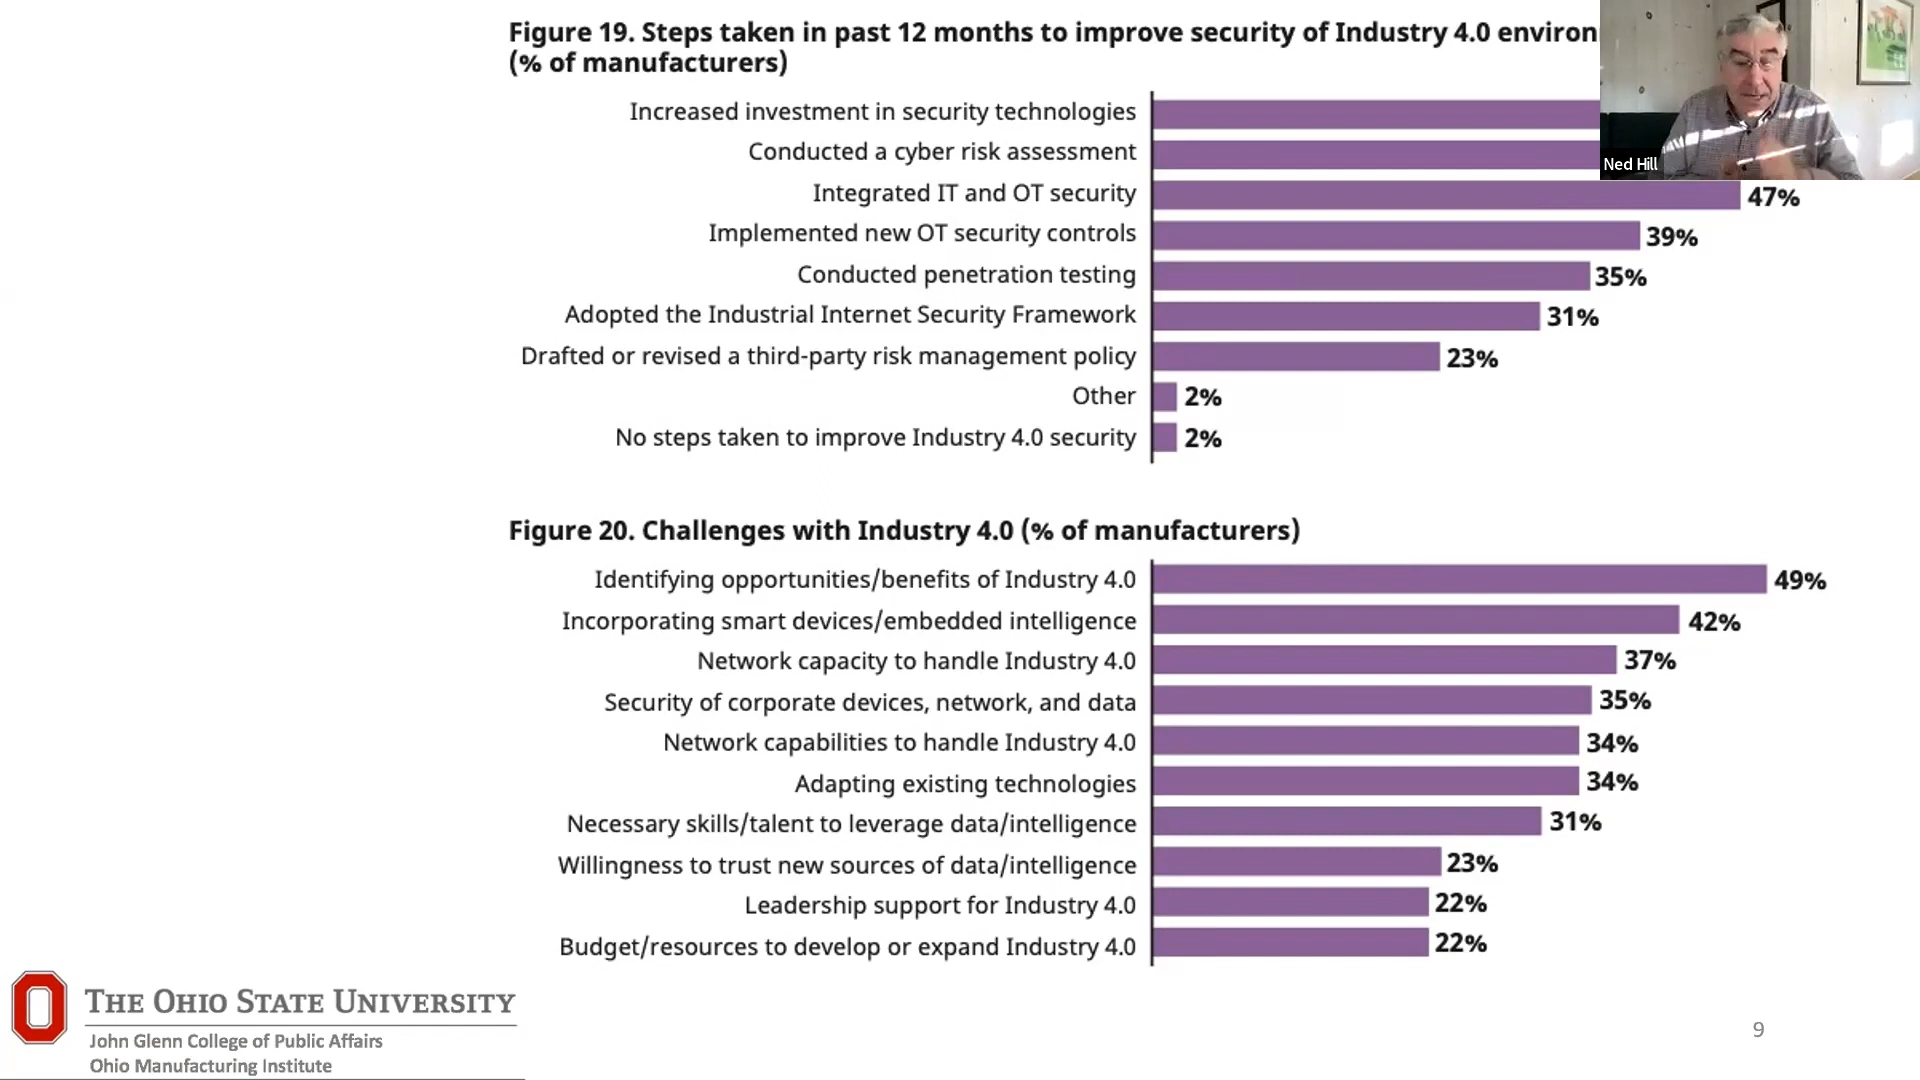 Figure 19. Steps taken in past 12 months to improve security of Industry 4.0 environ
(% of manufacturers)
Increased investment in security technologies
Conducted a cyber risk assessment
Integrated IT and OT security 47%
Implemented new OT security controls 39%
Conducted penetration testing 35%
Adopted the Industrial Internet Security Framework 31%
Drafted or revised a third-party risk management policy 23%
Other 2%
No steps taken to improve Industry 4.0 security 2%
Ned Hill
Figure 20. Challenges with Industry 4.0 (% of manufacturers)
Identifying opportunities/benefits of Industry 4.0 49%
Incorporating smart devices/embedded intelligence 42%
Network capacity to handle Industry 4.0 37%
Security of corporate devices, network, and data 35%
Network capabilities to handle Industry 4.0 34%
Adapting existing technologies 34%
Necessary skills/talent to leverage data/intelligence 31%
Willingness to trust new sources of data/intelligence 23%
Leadership support for Industry 4.0 22%
Budget/resources to develop or expand Industry 4.0 22%
THE OHIO STATE UNIVERSITY
John Glenn College of Public Affairs
Ohio Manufacturing Institute
9